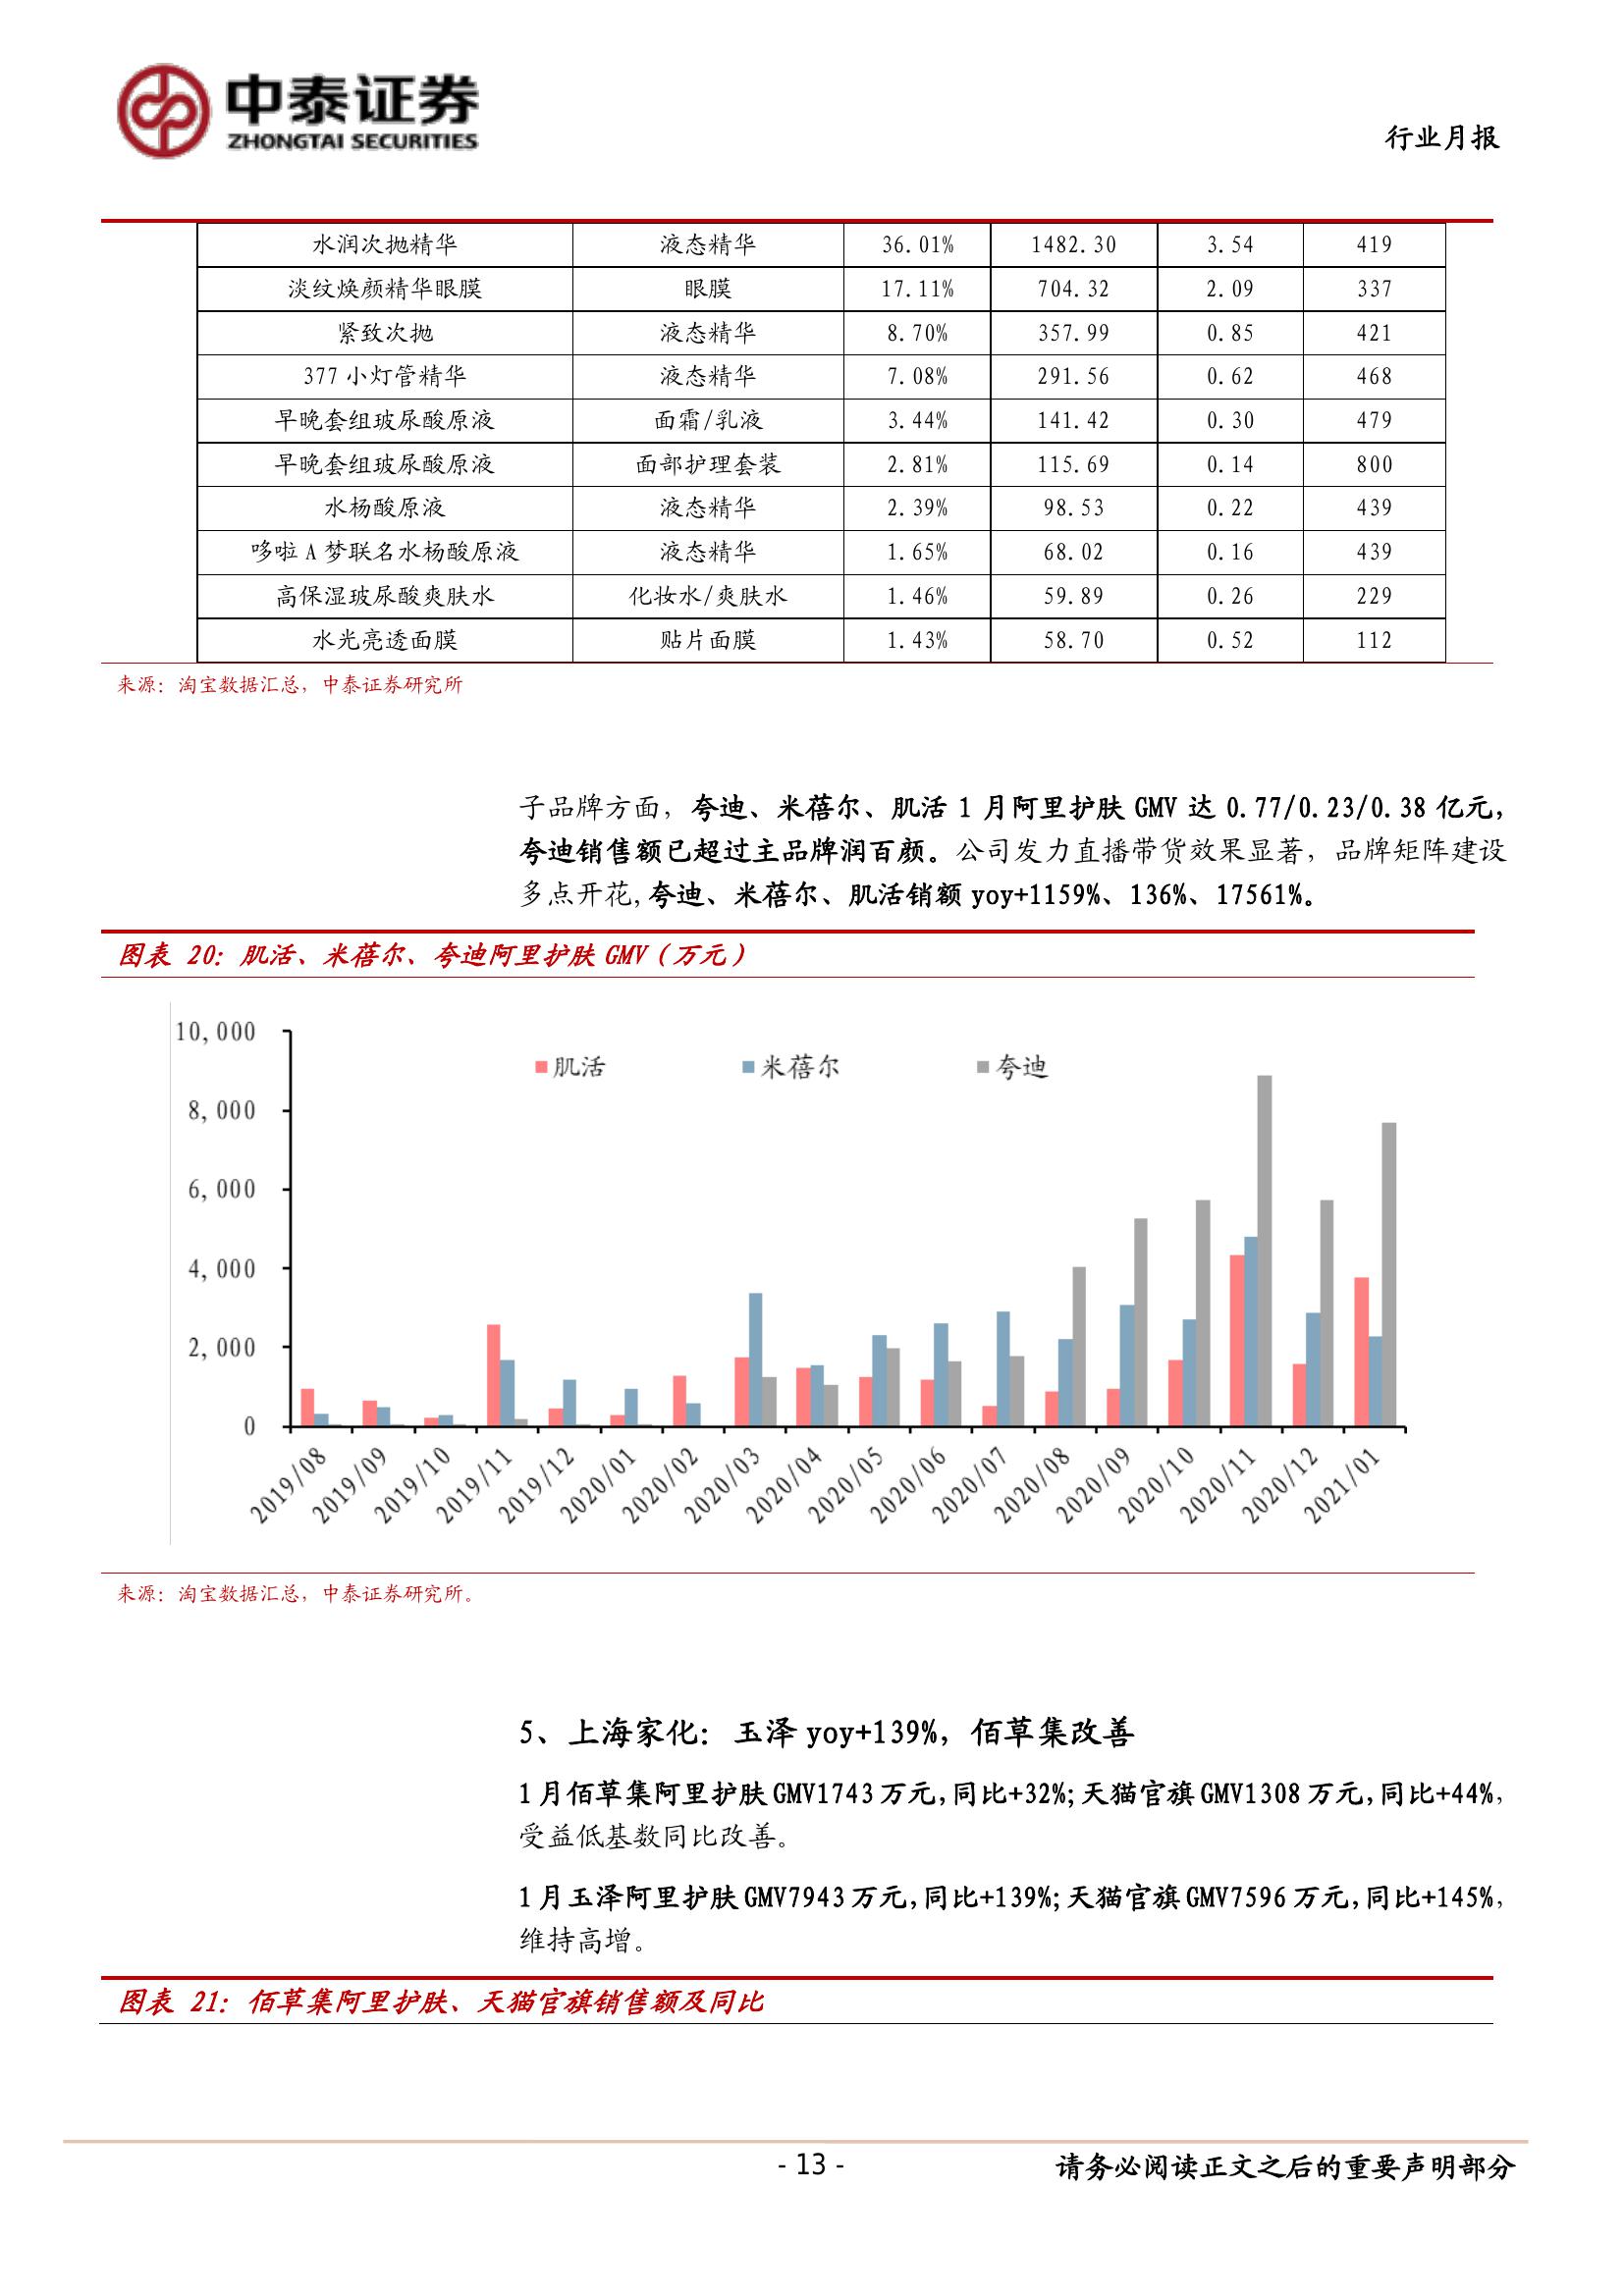 中泰证券
ZHONGTAI SECURITIES
行业月报
水润次抛精华 液态精华 36.01% 1482.30 3.54 419
淡纹焕颜精华眼膜 眼膜 17.11% 704.32 2.09 337
紧致次抛 液态精华 8.70% 357.99 0.85 421
377 小灯管精华 液态精华 7.08% 291.56 0.62 468
早晚套组玻尿酸原液 面霜/乳液 3.44% 141.42 0.30 479
早晚套组玻尿酸原液 面部护理套装 2.81% 115.69 0.14 800
水杨酸原液 液态精华 2.39% 98.53 0.22 439
哆啦 A 梦联名水杨酸原液 液态精华 1.65% 68.02 0.16 439
高保湿玻尿酸爽肤水 化妆水/爽肤水 1.46% 59.89 0.26 229
水光亮透面膜 贴片面膜 1.43% 58.70 0.52 112
来源：淘宝数据汇总，中泰证券研究所
子品牌方面，夸迪、米蓓尔、肌活 1 月阿里护肤 GMV 达 0.77/0.23/0.38 亿元，
夸迪销售额已超过主品牌润百颜。公司发力直播带货效果显著，品牌矩阵建设
多点开花，夸迪、米蓓尔、肌活销额 yoy+1159%、136%、17561%。
图表 20：肌活、米蓓尔、夸迪阿里护肤 GMV（万元）
肌活 米蓓尔 夸迪
10,000
8,000
6,000
4,000
2,000
0
2019/08 2019/09 2019/10 2019/11 2019/12 2020/01 2020/02 2020/03 2020/04 2020/05 2020/06 2020/07 2020/08 2020/09 2020/10 2020/11 2020/12 2021/01
来源：淘宝数据汇总，中泰证券研究所。
5、上海家化：玉泽 yoy+139%，佰草集改善
1 月佰草集阿里护肤 GMV1743 万元，同比+32%；天猫官旗 GMV1308 万元，同比+44%，
受益低基数同比改善。
1 月玉泽阿里护肤 GMV7943 万元，同比+139%；天猫官旗 GMV7596 万元，同比+145%，
维持高增。
图表 21：佰草集阿里护肤、天猫官旗销售额及同比
- 13 -
请务必阅读正文之后的重要声明部分